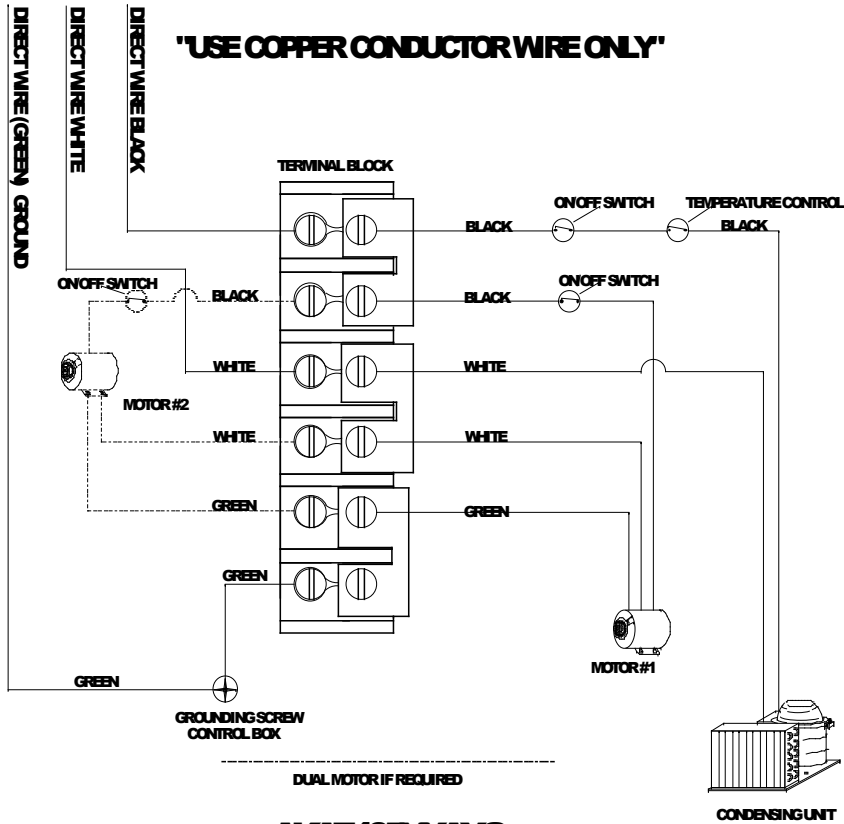 DIRECT WIRE (GREEN) GROUND
DIRECT WIRE WHITE
DIRECT WIRE BLACK
"USE COPPER CONDUCTOR WIRE ONLY"
TERMINAL BLOCK
ON/OFF SWITCH
TEMPERATURE CONTROL
BLACK
BLACK
ON/OFF SWITCH
BLACK
BLACK
ON/OFF SWITCH
WHITE
WHITE
MOTOR #2
WHITE
WHITE
GREEN
GREEN
GREEN
MOTOR #1
GREEN
GROUNDING SCREW
CONTROL BOX
DUAL MOTOR IF REQUIRED
CONDENSING UNIT